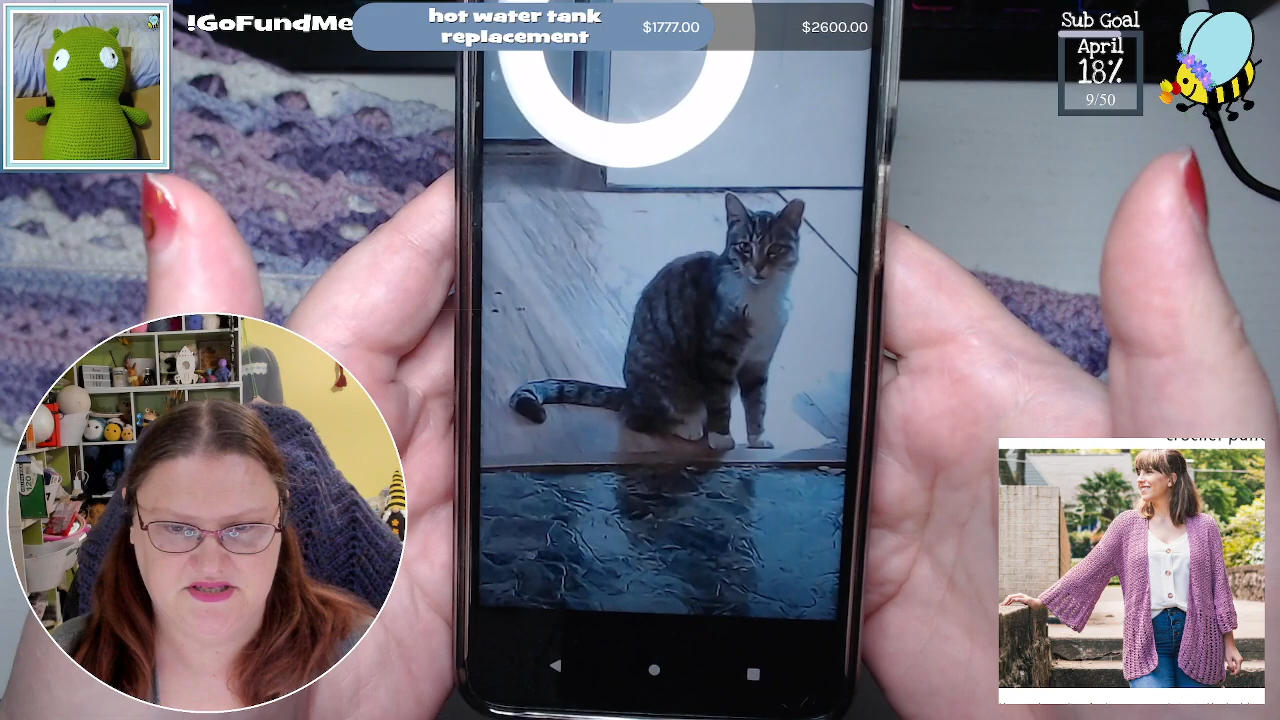 !GoFundMe
hot water tank
replacement
$1777.00
$2600.00
Sub Goal
April
18%
9/50